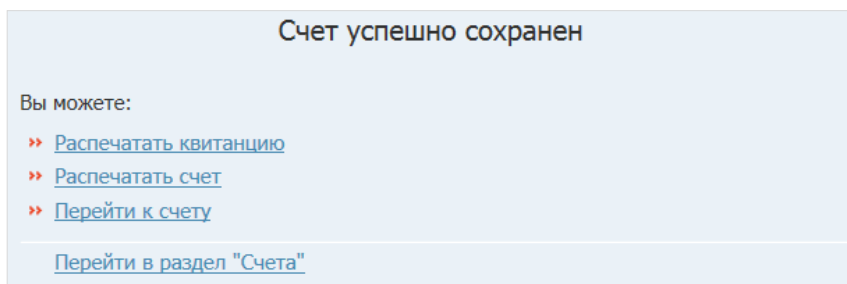 Счет успешно сохранен
Вы можете:
Распечатать квитанцию
Распечатать счет
Перейти к счету
Перейти в раздел "Счета"